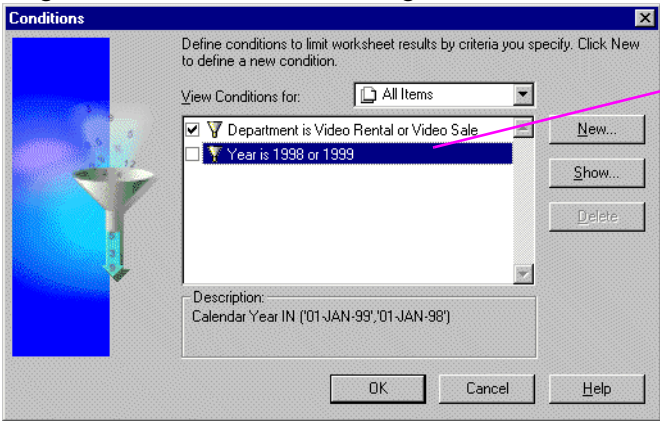 Conditions
Define conditions to limit worksheet results by criteria you specify. Click New
to define a new condition.
View Conditions for:
All Items
Department is Video Rental or Video Sale
Year is 1998 or 1999
New...
Show...
Delete
Description:
Calendar Year IN ('01-JAN-99','01-JAN-98')
OK
Cancel
Help